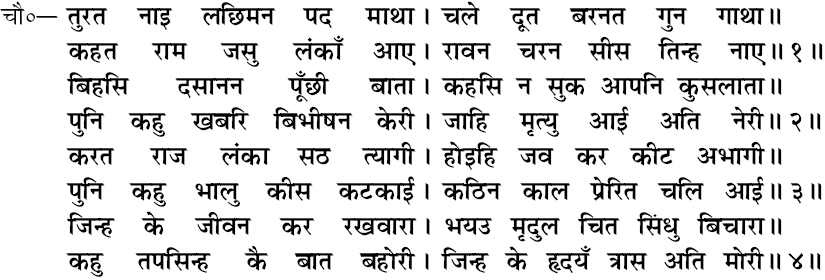 चौ०— तुरत नाइ लछिमन पद माथा। चले दूत बरनत गुन गाथा॥
कहत राम जसु लंकाँ आए। रावन चरन सीस तिन्ह नाए॥ १॥
बिहसि दसानन पूँछी बाता। कहसि न सुक आपनि कुसलाता॥
पुनि कहु खबरि बिभीषन केरी। जाहि मृत्यु आई अति नेरी॥ २॥
करत राज लंका सठ त्यागी। होइहि जव कर कीट अभागी॥
पुनि कहु भालु कीस कटकाई। कठिन काल प्रेरित चलि आई॥ ३॥
जिन्ह के जीवन कर रखवारा। भयउ मृदुल चित सिंधु बिचारा॥
कहु तपसिन्ह कै बात बहोरी। जिन्ह के हृदयँ त्रास अति मोरी॥ ४॥